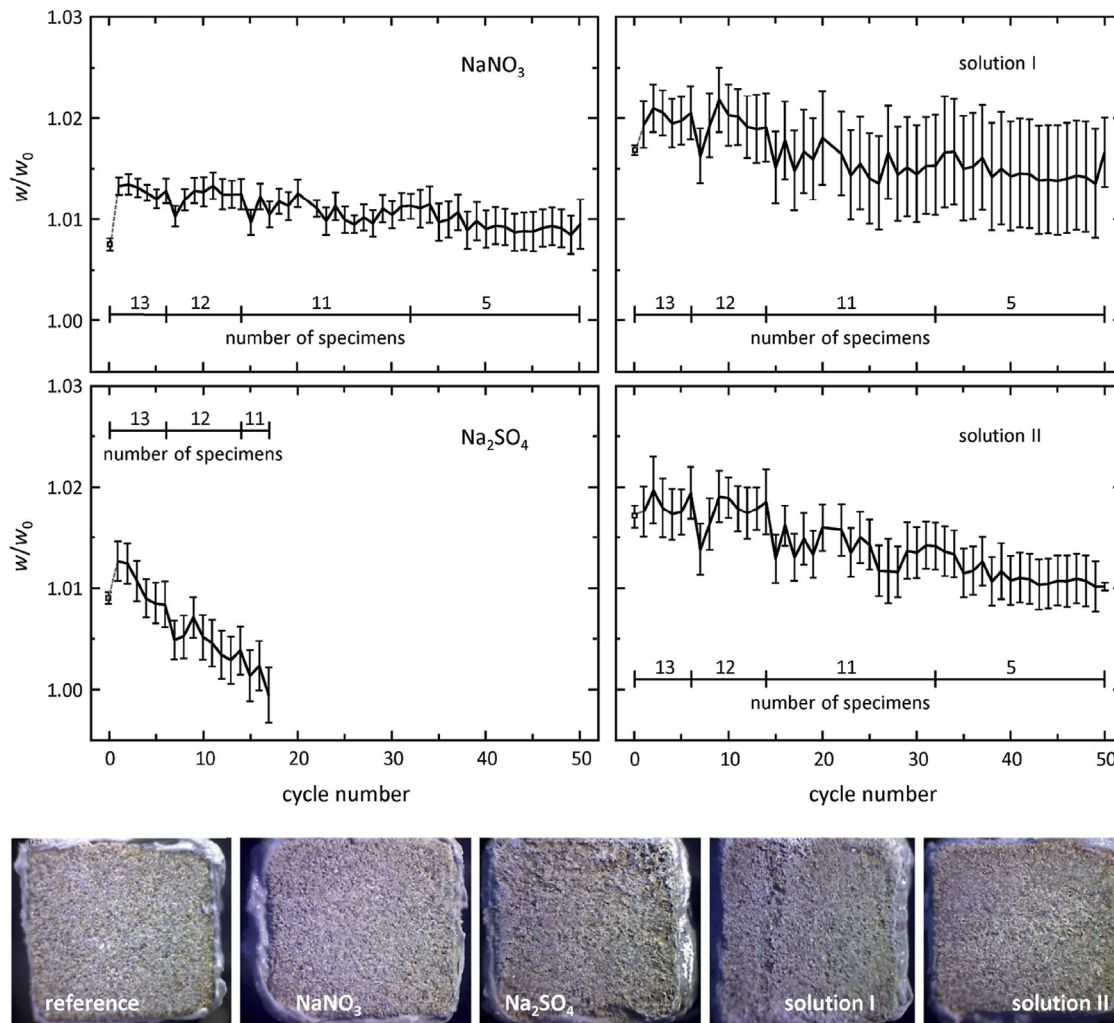 1.03
1.02
1.01
1.00
w/w₀
NaNO₃
13 12 11 5
number of specimens
solution I
13 12 11 5
number of specimens
1.03
1.02
1.01
1.00
w/w₀
13 12 11
number of specimens
Na₂SO₄
0 10 20 30 40 50
cycle number
solution II
13 12 11 5
number of specimens
0 10 20 30 40 50
cycle number
reference
NaNO₃
Na₂SO₄
solution I
solution II